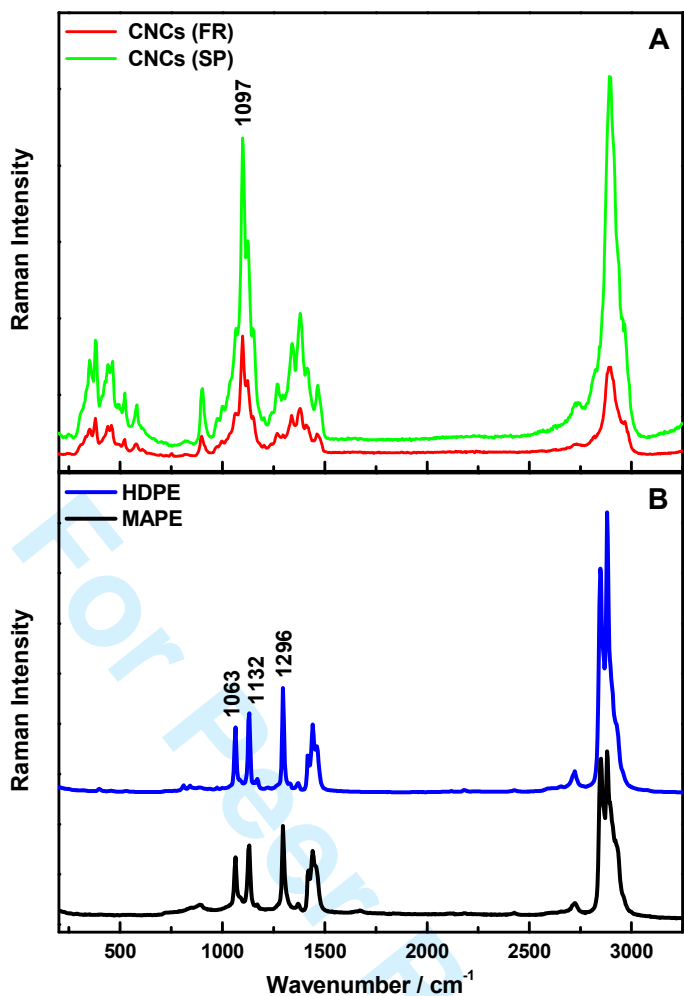 CNCs (FR)
CNCs (SP)
A
1097
Raman Intensity
HDPE
MAPE
B
1063
1132
1296
Raman Intensity
500 1000 1500 2000 2500 3000
Wavenumber / cm⁻¹
For Peer